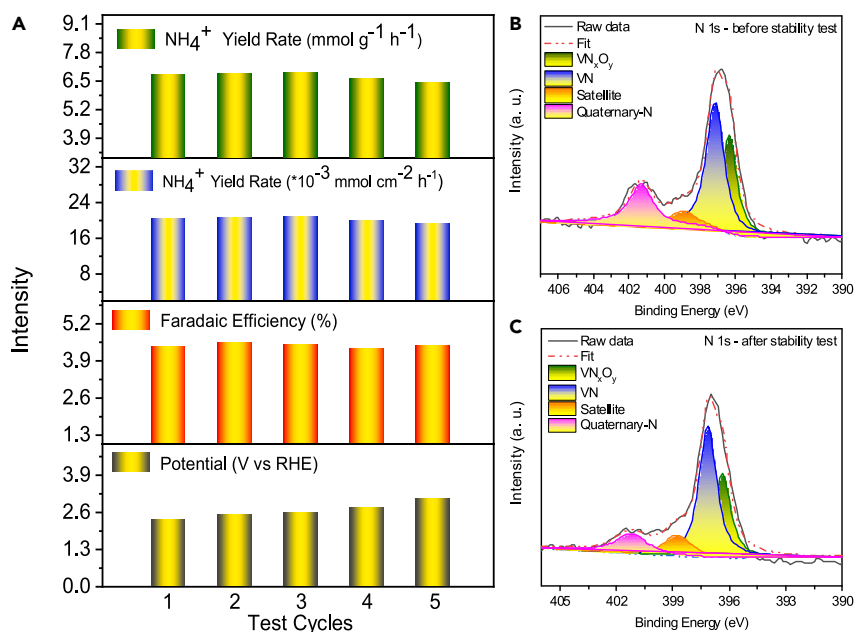 A
Intensity
9.1
7.8
6.5
5.2
3.9
NH₄⁺ Yield Rate (mmol g⁻¹ h⁻¹)
32
24
16
8
NH₄⁺ Yield Rate (*10⁻³ mmol cm⁻² h⁻¹)
5.2
3.9
2.6
1.3
Faradaic Efficiency (%)
3.9
2.6
1.3
0.0
Potential (V vs RHE)
1 2 3 4 5
Test Cycles
B
Intensity (a. u.)
Raw data
Fit
VNₓOᵧ
VN
Satellite
Quaternary-N
N 1s - before stability test
406 404 402 400 398 396 394 392 390
Binding Energy (eV)
C
Intensity (a. u.)
Raw data
Fit
VNₓOᵧ
VN
Satellite
Quaternary-N
N 1s - after stability test
405 402 399 396 393 390
Binding Energy (eV)